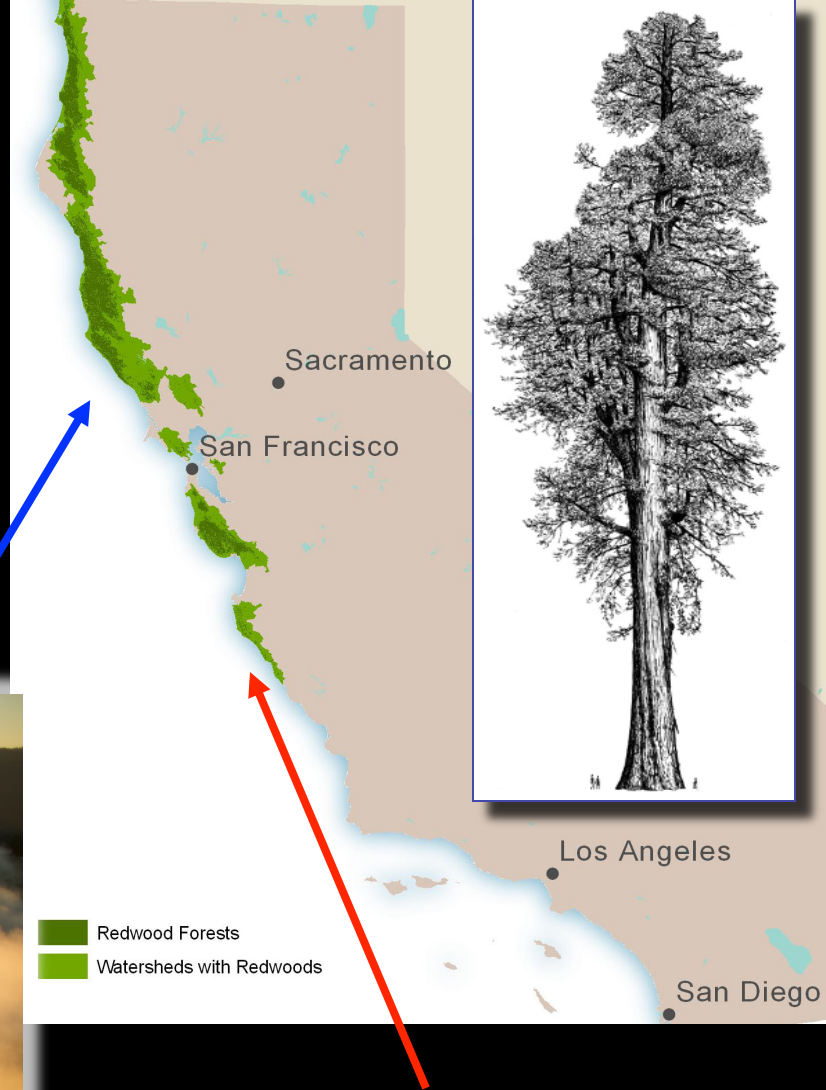 Sacramento
San Francisco
Los Angeles
Redwood Forests
Watersheds with Redwoods
San Diego